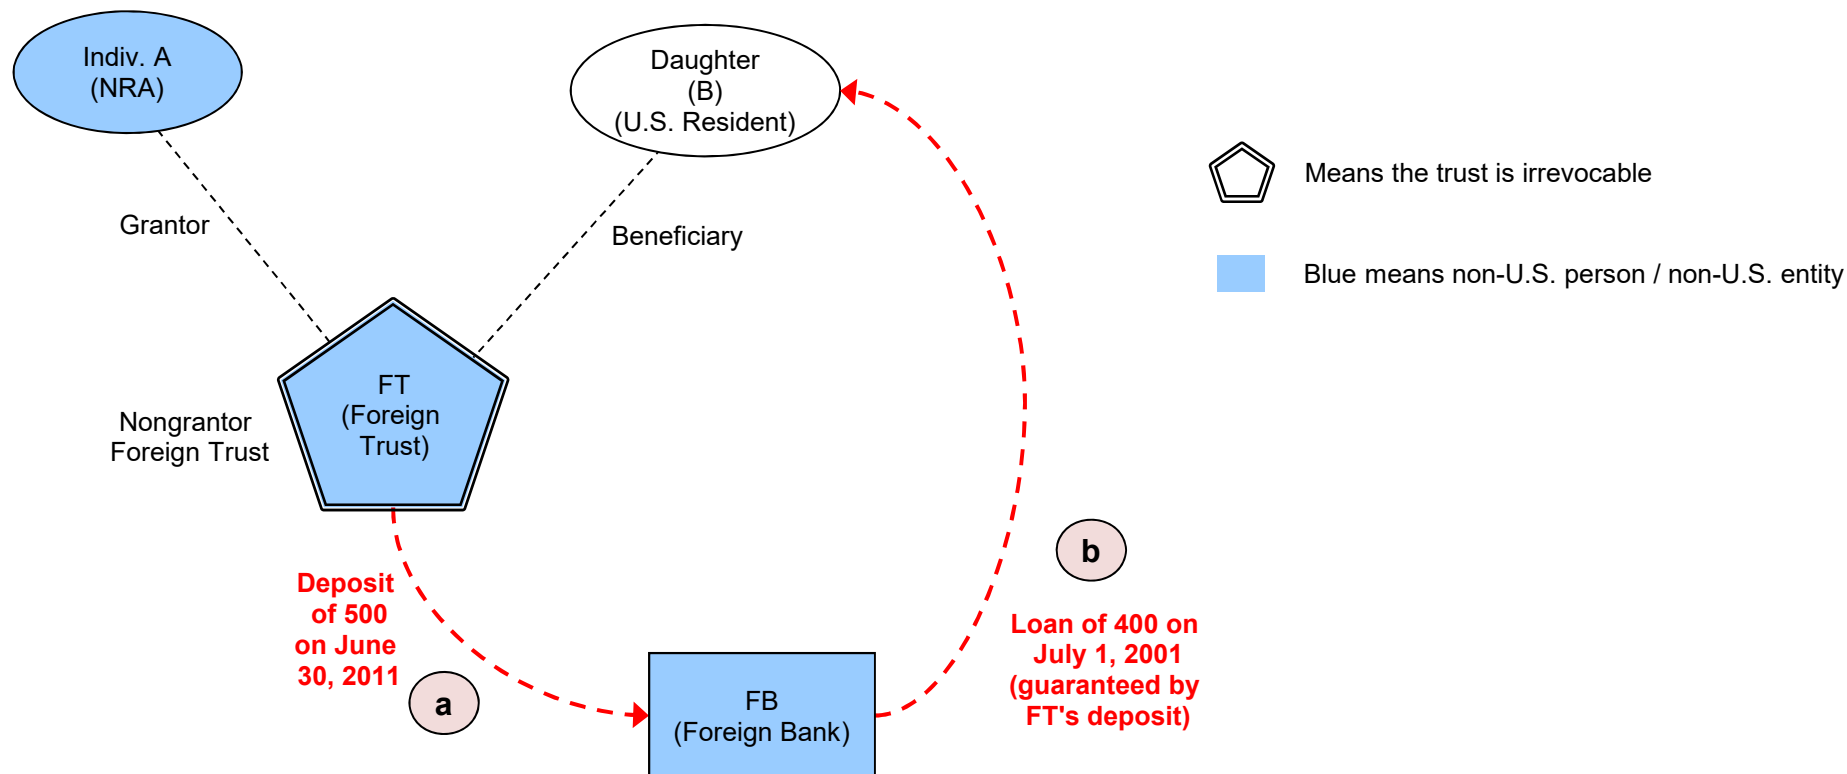 Indiv. A
(NRA)
Daughter
(B)
(U.S. Resident)
Means the trust is irrevocable
Grantor
Beneficiary
Blue means non-U.S. person / non-U.S. entity
FT
(Foreign
Trust)
Nongrantor
Foreign Trust
Deposit
of 500
on June
30, 2011
a
b
Loan of 400 on
July 1, 2001
(guaranteed by
FT's deposit)
FB
(Foreign Bank)